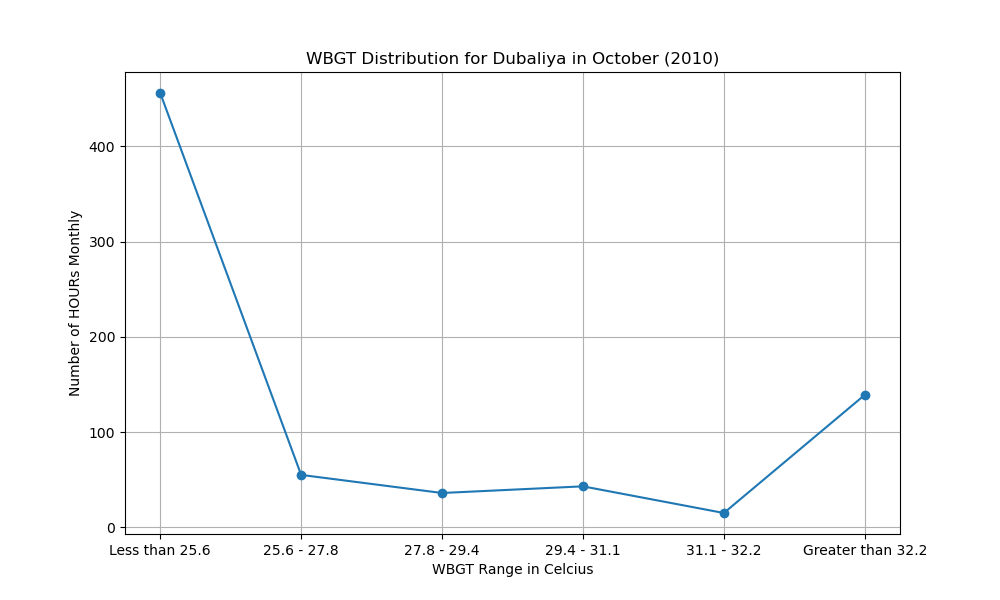 WBGT Distribution for Dubaliya in October (2010)
Number of HOURs Monthly
400
300
200
100
0
Less than 25.6
25.6 - 27.8
27.8 - 29.4
29.4 - 31.1
31.1 - 32.2
Greater than 32.2
WBGT Range in Celcius